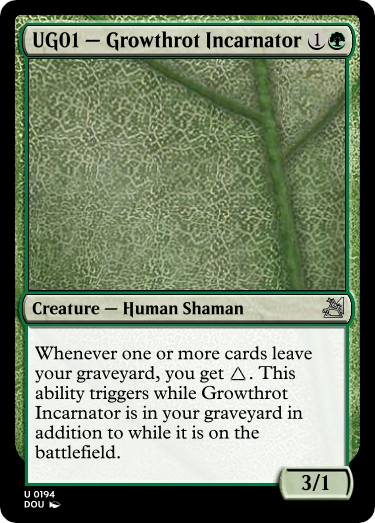 UG01 — Growthrot Incarnator 1
Creature — Human Shaman
Whenever one or more cards leave
your graveyard, you get △. This
ability triggers while Growthrot
Incarnator is in your graveyard in
addition to while it is on the
battlefield.
3/1
U 0194
DOU